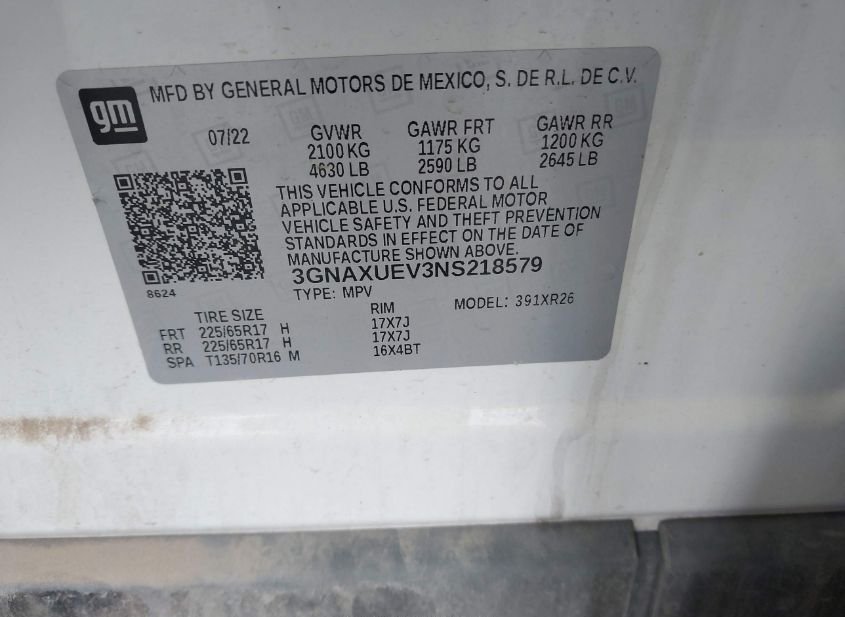 gm
MFD BY GENERAL MOTORS DE MEXICO, S. DE R.L. DE C.V.
07/22 GVWR GAWR FRT GAWR RR
2100 KG 1175 KG 1200 KG
4630 LB 2590 LB 2645 LB
THIS VEHICLE CONFORMS TO ALL
APPLICABLE U.S. FEDERAL MOTOR
VEHICLE SAFETY AND THEFT PREVENTION
STANDARDS IN EFFECT ON THE DATE OF
MANUFACTURE SHOWN ABOVE.
3GNAXUEV3NS218579
8624
TYPE: MPV MODEL: 391XR26
TIRE SIZE RIM
FRT 225/65R17 H 17X7J
RR 225/65R17 H 17X7J
SPA T135/70R16 M 16X4BT